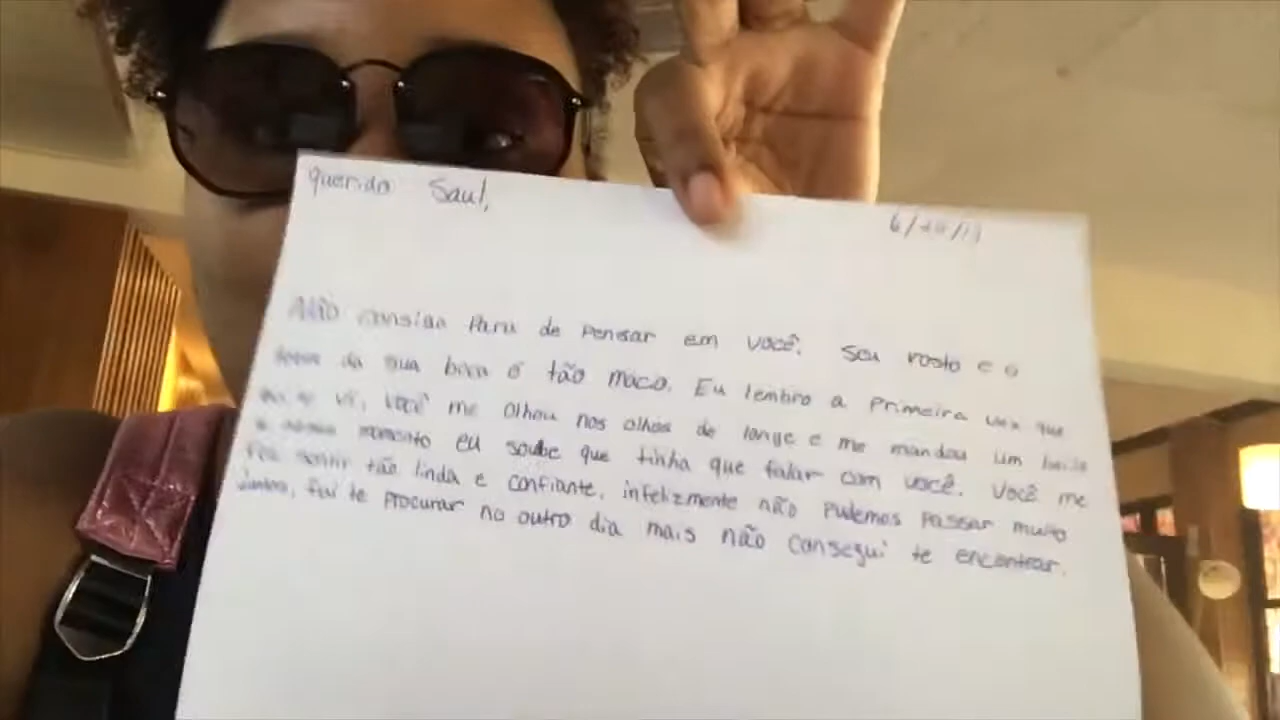 querido Saul,
Não consigo Para de Pensar em você. Seu rosto e o
da sua boca é tão maco. Eu lembro a Primeira vez que
vi, você me olhou nos olhos de longe e me mandou um
momento eu soube que tinha que falar com você. Você me
fez sentir tão linda e confiante, infelizmente não Pudemos Passar muito
fui te Procurar no outro dia mais não consegui te encontrar.